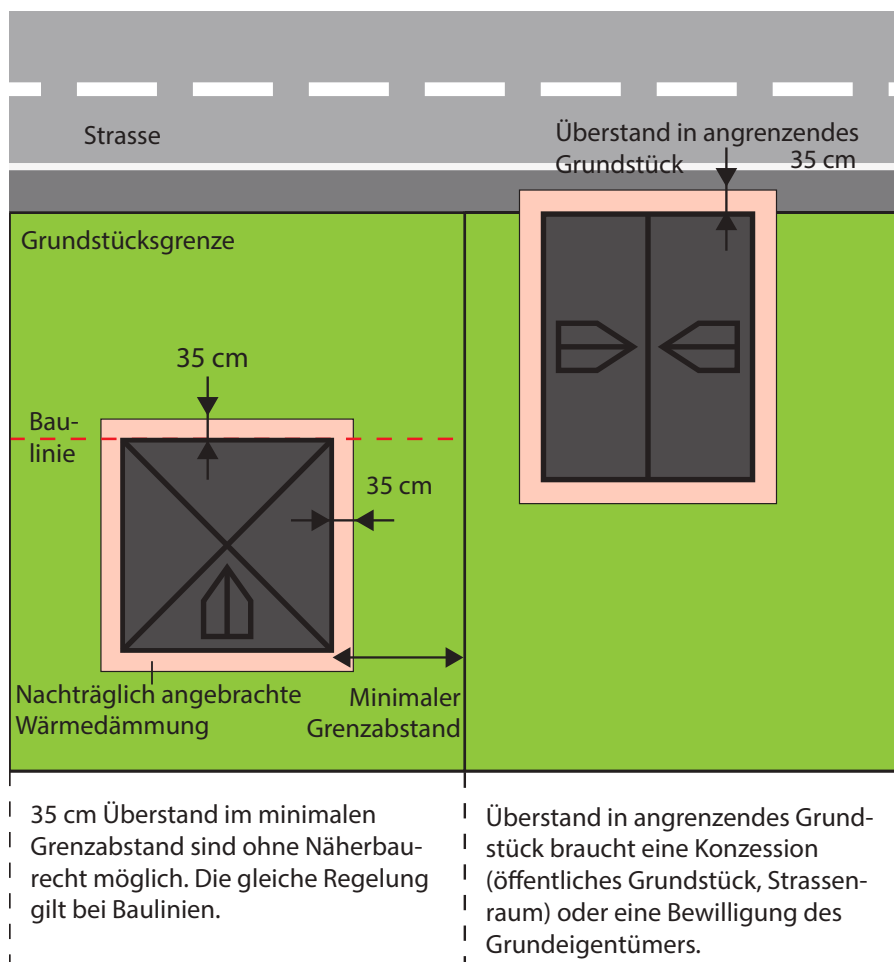 Strasse
Überstand in angrenzendes
Grundstück
35 cm
Grundstücksgrenze
35 cm
Bau-
linie
35 cm
Nachträglich angebrachte
Wärmedämmung
Minimaler
Grenzabstand
35 cm Überstand im minimalen
Grenzabstand sind ohne Näherbau-
recht möglich. Die gleiche Regelung
gilt bei Baulinien.
Überstand in angrenzendes Grund-
stück braucht eine Konzession
(öffentliches Grundstück, Strassen-
raum) oder eine Bewilligung des
Grundeigentümers.